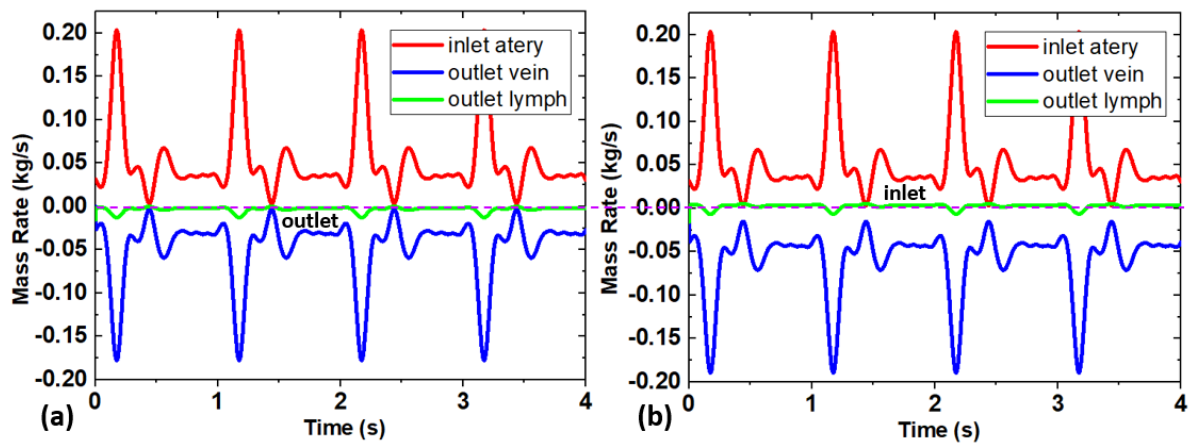 0.20
0.15
0.10
0.05
0.00
-0.05
-0.10
-0.15
-0.20
Mass Rate (kg/s)
inlet atery
outlet vein
outlet lymph
outlet
0
1
2
3
4
Time (s)
(a)
0.20
0.15
0.10
0.05
0.00
-0.05
-0.10
-0.15
-0.20
Mass Rate (kg/s)
inlet atery
outlet vein
outlet lymph
inlet
0
1
2
3
4
Time (s)
(b)